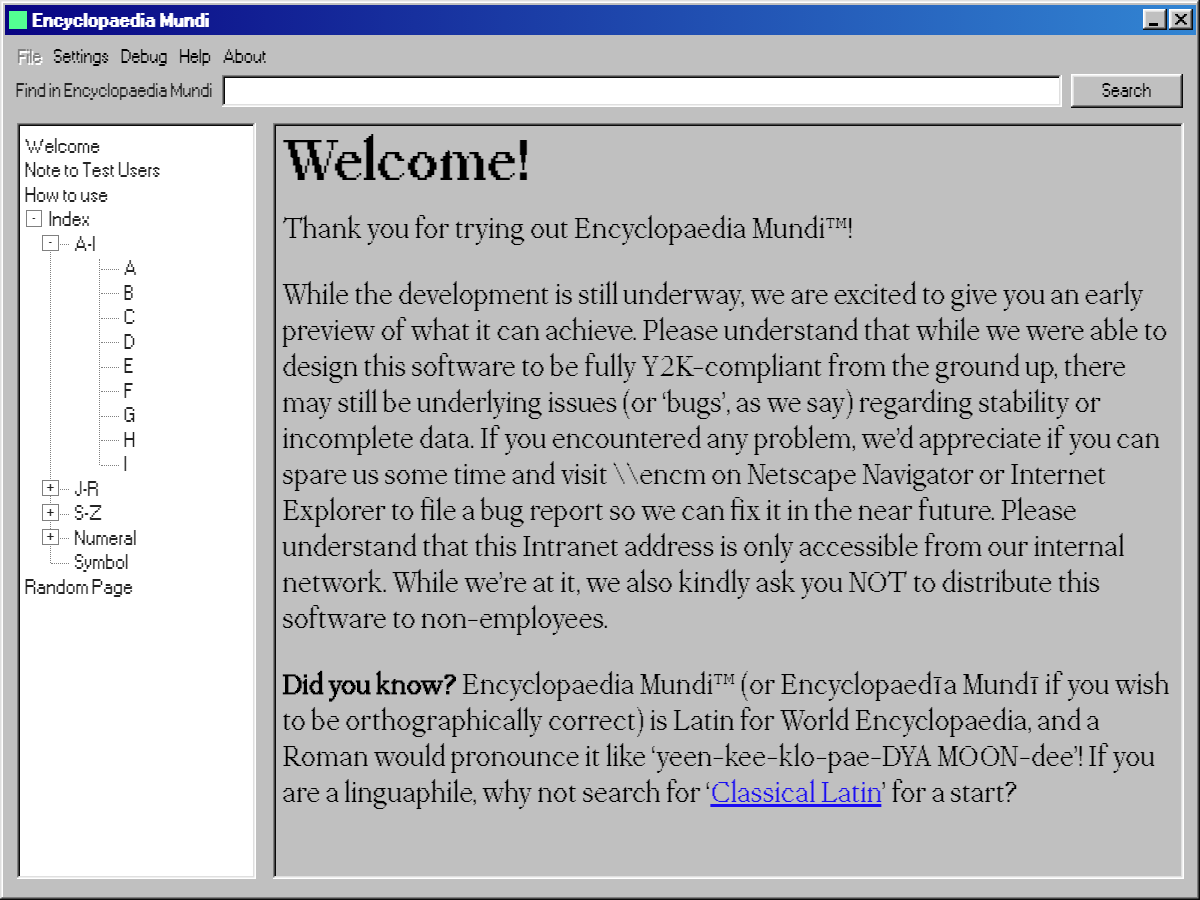 Encyclopaedia Mundi
File Settings Debug Help About
Find in Encyclopaedia Mundi
Search
Welcome
Note to Test Users
How to use
Index
A-I
A
B
C
D
E
F
G
H
I
J-R
S-Z
Numeral
Symbol
Random Page
Welcome!
Thank you for trying out Encyclopaedia Mundi™!
While the development is still underway, we are excited to give you an early
preview of what it can achieve. Please understand that while we were able to
design this software to be fully Y2K-compliant from the ground up, there
may still be underlying issues (or ‘bugs’, as we say) regarding stability or
incomplete data. If you encountered any problem, we’d appreciate if you can
spare us some time and visit \\encm on Netscape Navigator or Internet
Explorer to file a bug report so we can fix it in the near future. Please
understand that this Intranet address is only accessible from our internal
network. While we’re at it, we also kindly ask you NOT to distribute this
software to non-employees.
Did you know? Encyclopaedia Mundi™ (or Encyclopaedīa Mundī if you wish
to be orthographically correct) is Latin for World Encyclopaedia, and a
Roman would pronounce it like ‘yeen-kee-klo-pae-DYA MOON-dee’! If you
are a linguaphile, why not search for ‘Classical Latin’ for a start?